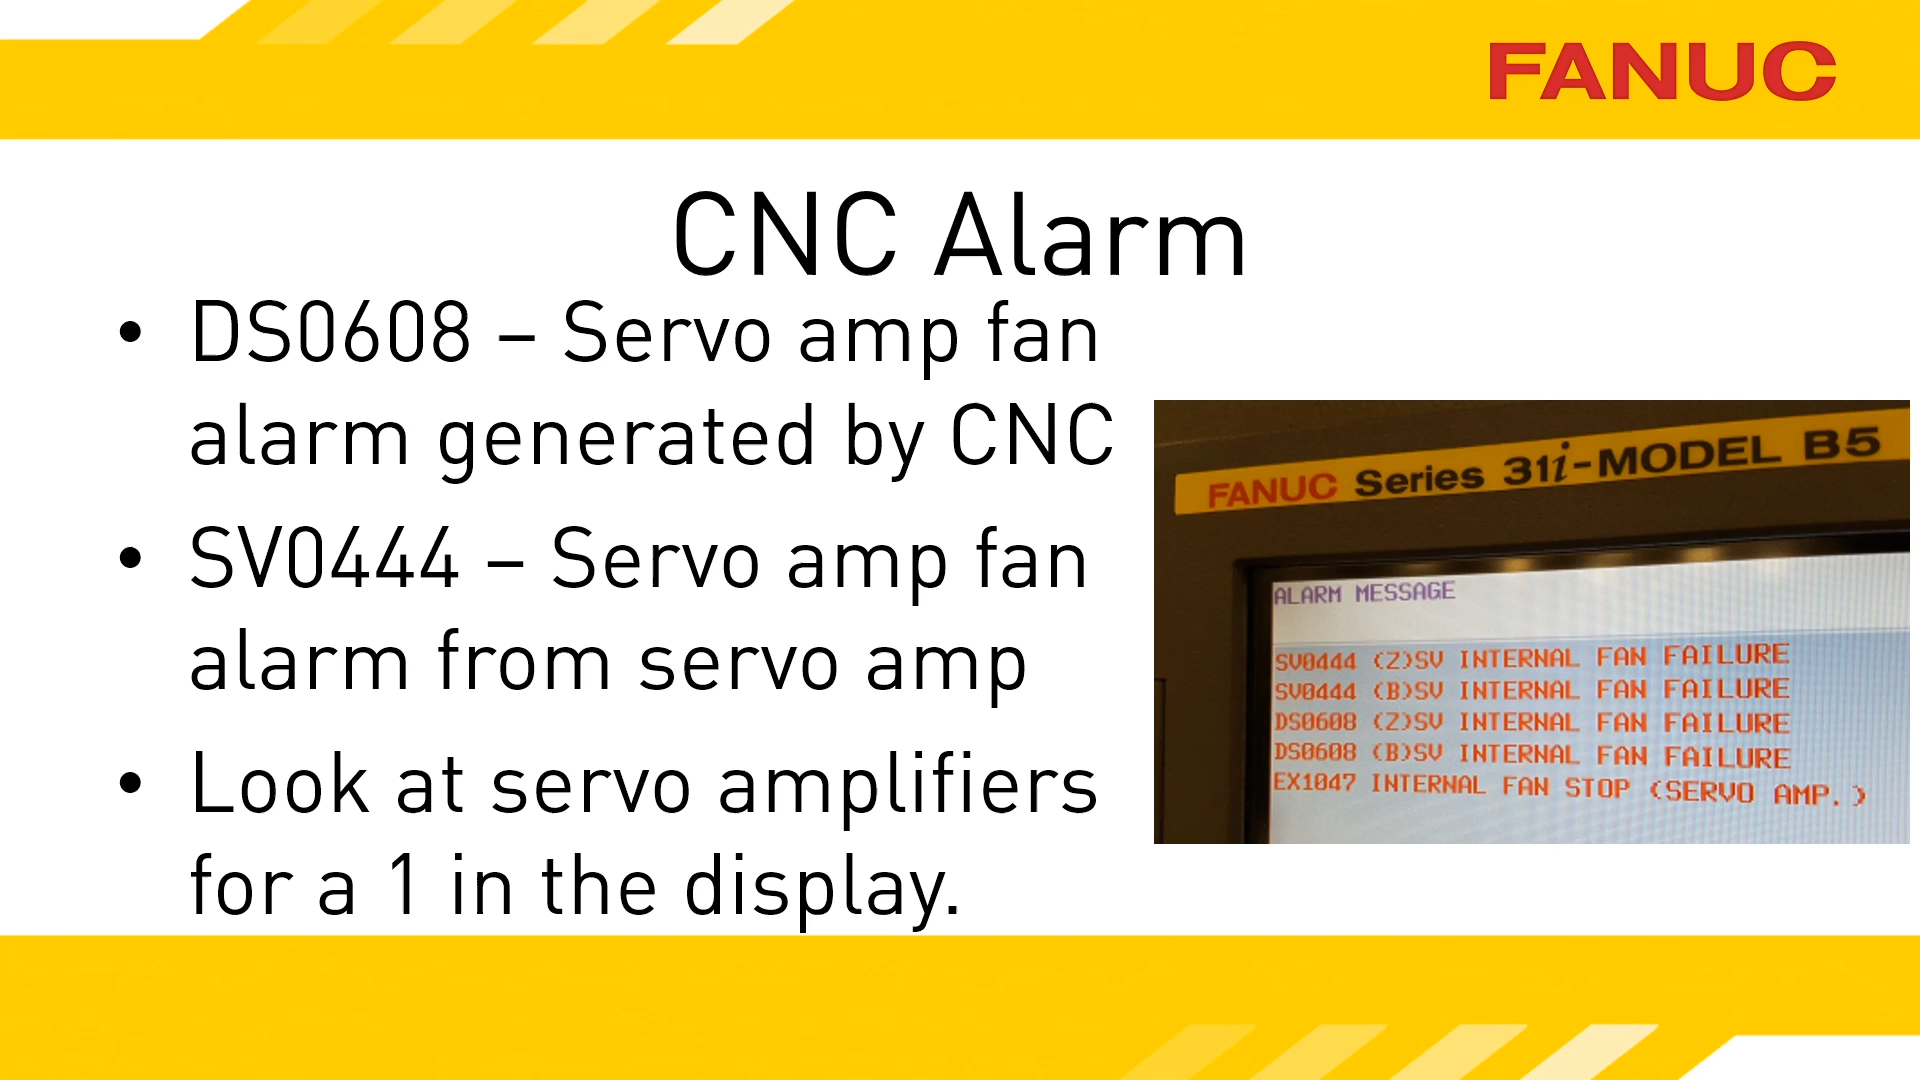 FANUC
CNC Alarm
• DS0608 – Servo amp fan
alarm generated by CNC
• SV0444 – Servo amp fan
alarm from servo amp
• Look at servo amplifiers
for a 1 in the display.
FANUC Series 31i-MODEL B5
ALARM MESSAGE
SV0444 (Z)SV INTERNAL FAN FAILURE
SV0444 (B)SV INTERNAL FAN FAILURE
DS0608 (Z)SV INTERNAL FAN FAILURE
DS0608 (B)SV INTERNAL FAN FAILURE
EX1047 INTERNAL FAN STOP (SERVO AMP.)